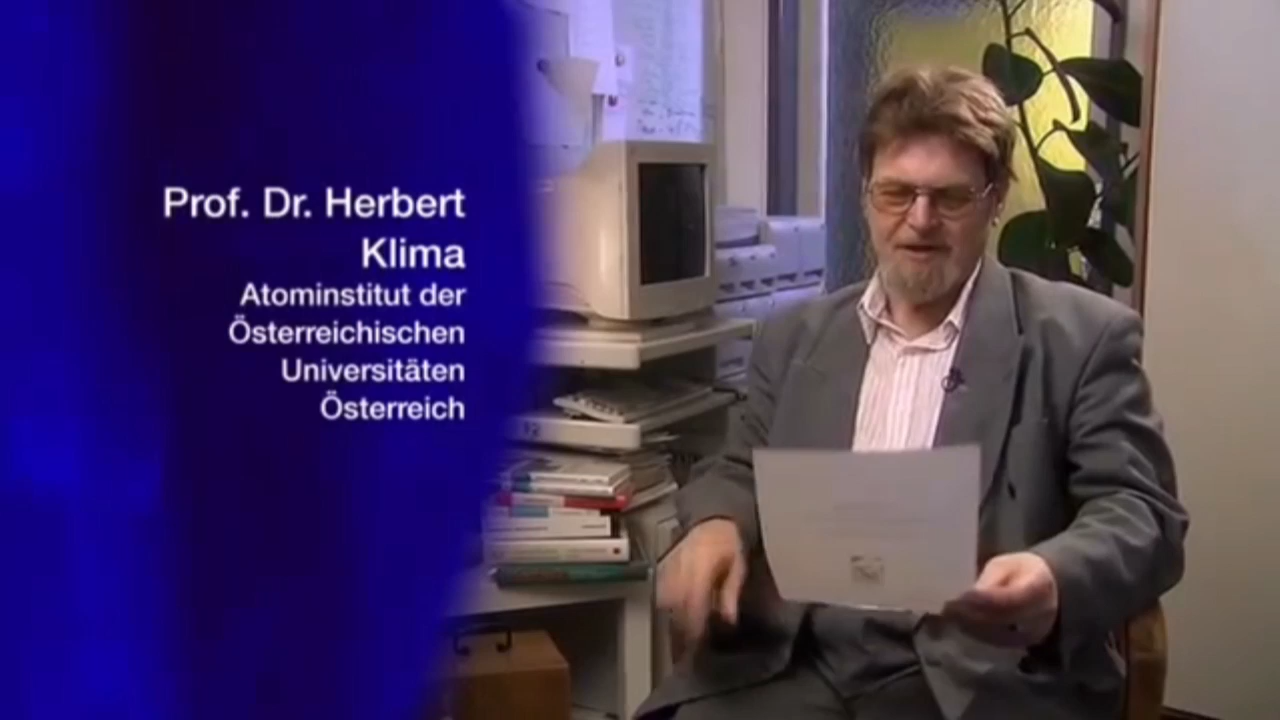 Prof. Dr. Herbert
Klima
Atominstitut der
Österreichischen
Universitäten
Österreich